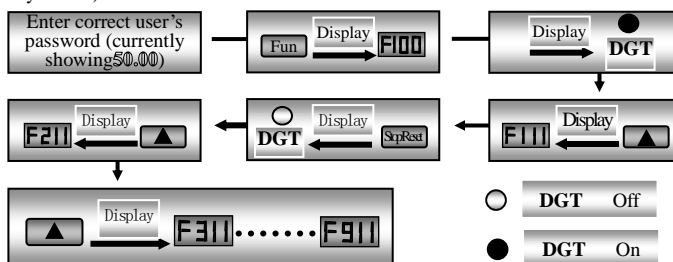 Enter correct user's
password (currently
showing50.00)
Fun
Display
F100
Display
DGT
Display
F111
DGT
Display
Stop Reset
F211
Display
Display
F311
F911
DGT Off
DGT On